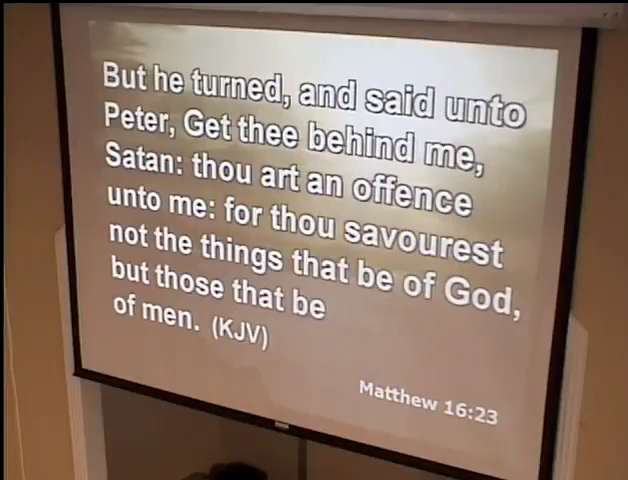 But he turned, and said unto
Peter, Get thee behind me,
Satan: thou art an offence
unto me: for thou savourest
not the things that be of God,
but those that be
of men. (KJV)
Matthew 16:23